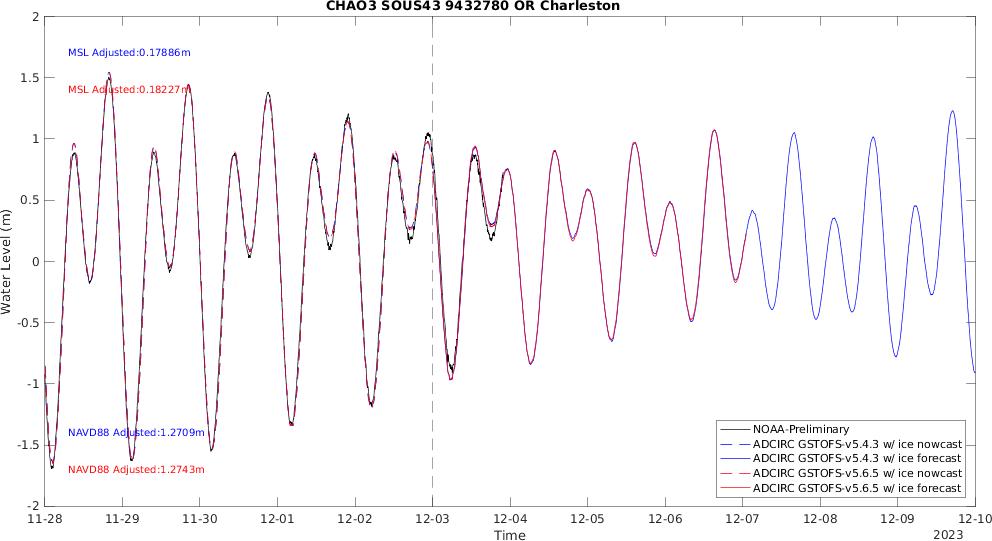 CHAO3 SOUS43 9432780 OR Charleston
MSL Adjusted:0.17886m
MSL Adjusted:0.18227m
NAVD88 Adjusted:1.2709m
NAVD88 Adjusted:1.2743m
Water Level (m)
2
1.5
1
0.5
0
-0.5
-1
-1.5
-2
NOAA-Preliminary
ADCIRC GSTOFS-v5.4.3 w/ ice nowcast
ADCIRC GSTOFS-v5.4.3 w/ ice forecast
ADCIRC GSTOFS-v5.6.5 w/ ice nowcast
ADCIRC GSTOFS-v5.6.5 w/ ice forecast
11-28 11-29 11-30 12-01 12-02 12-03 12-04 12-05 12-06 12-07 12-08 12-09 12-10
Time
2023